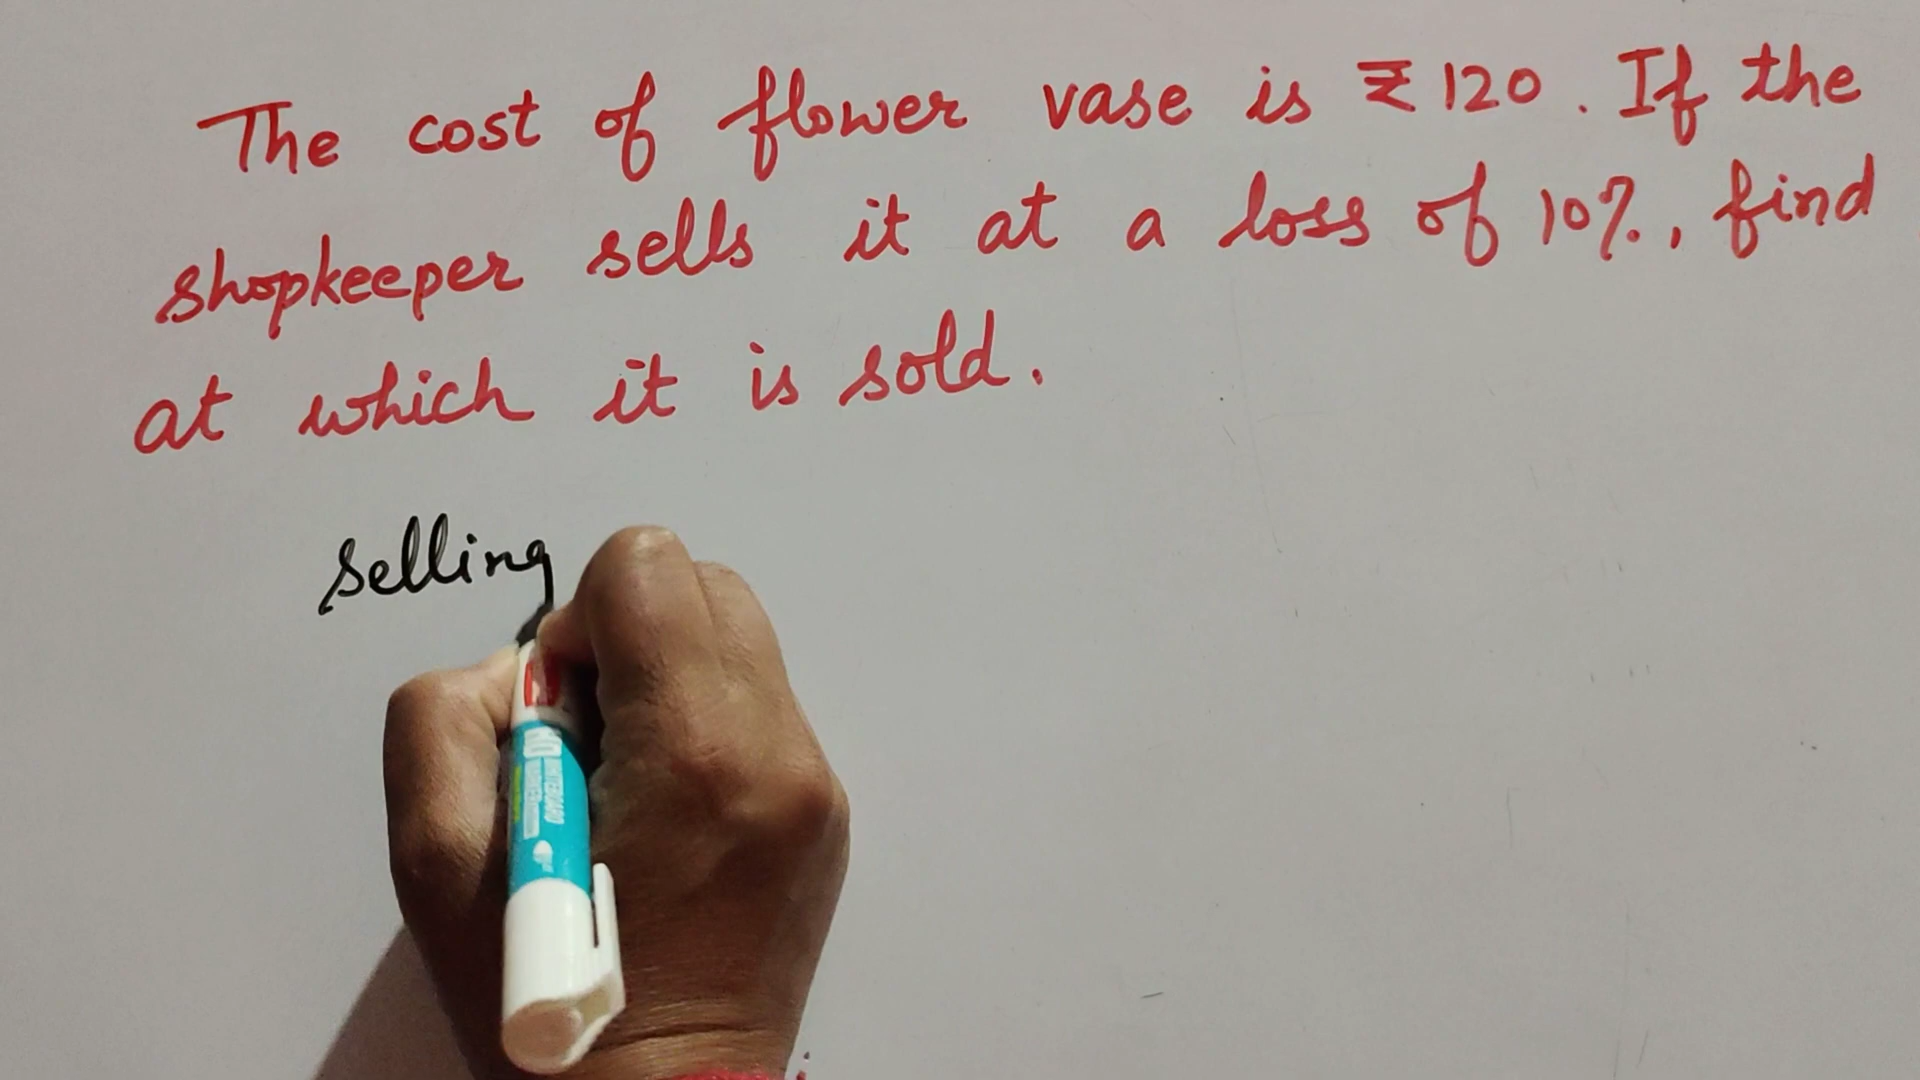 The cost of flower vase is ₹120. If the
shopkeeper sells it at a loss of 10%, find
at which it is sold.
selling